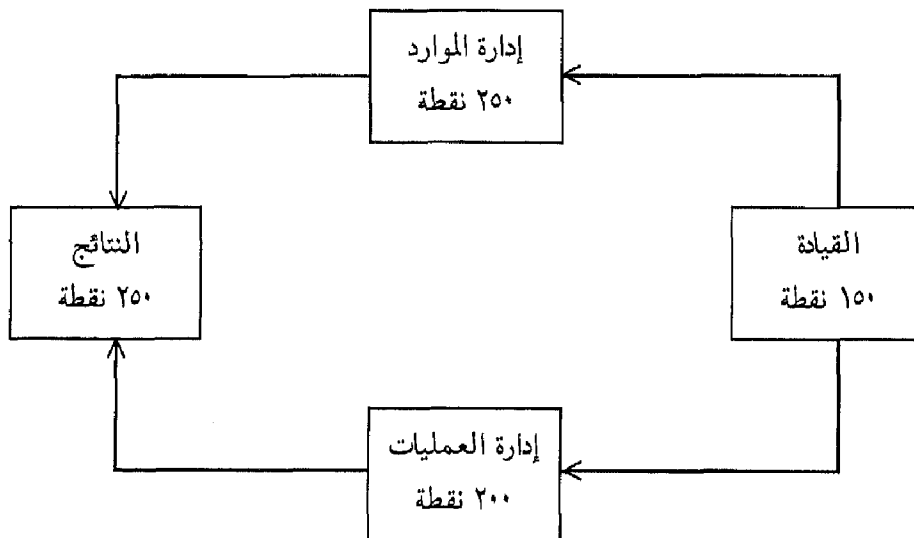 إدارة الموارد
٢٥٠ نقطة
القيادة
١٥٠ نقطة
النتائج
٢٥٠ نقطة
إدارة العمليات
٢٠٠ نقطة